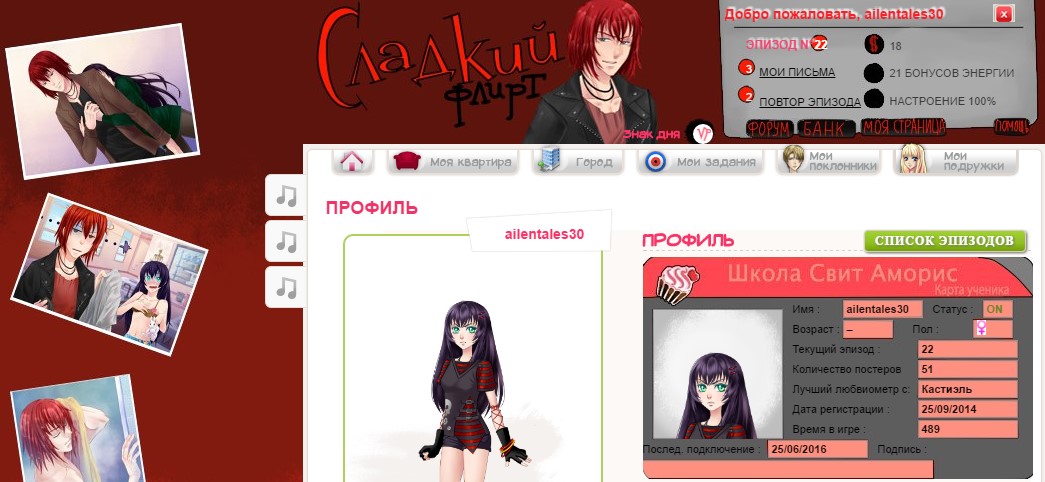 Сладкий
флирт
Добро пожаловать, ailentales30
x
ЭПИЗОД №22
18
3 МОИ ПИСЬМА
21 БОНУСОВ ЭНЕРГИИ
2 ПОВТОР ЭПИЗОДА
НАСТРОЕНИЕ 100%
Знак дня
ФОРУМ БАНК МОЯ СТРАНИЦА ПОМОЩЬ
Моя квартира
Город
Мои задания
Мои поклонники
Мои подружки
ПРОФИЛЬ
ailentales30
ПРОФИЛЬ
СПИСОК ЭПИЗОДОВ
Школа Свит Аморис
Карта ученика
Имя : ailentales30 Статус : ON
Возраст : – Пол :
Текущий эпизод : 22
Количество постеров 51
Лучший любвиометр с: Кастиэль
Дата регистрации : 25/09/2014
Время в игре : 489
Послед. подключение : 25/06/2016 Подпись :